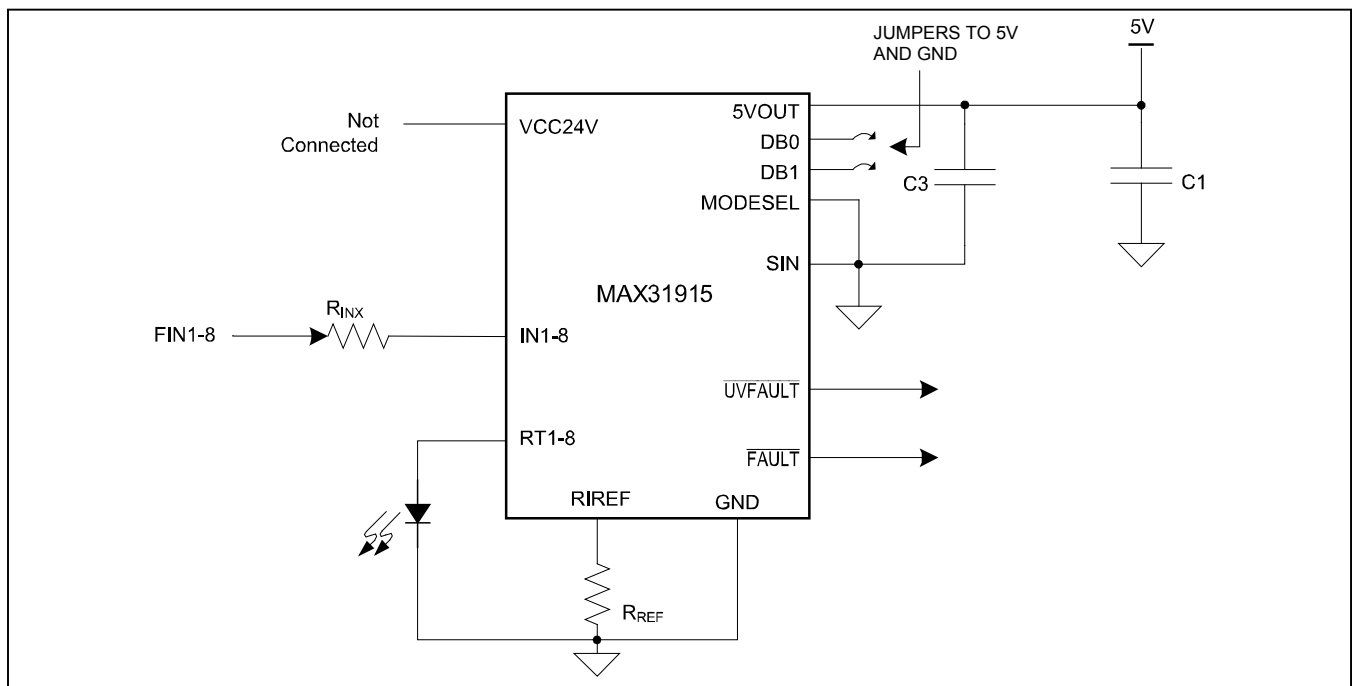 JUMPERS TO 5V
AND GND
5V
Not
Connected
VCC24V
5VOUT
DB0
DB1
MODESEL
SIN
C3
C1
MAX31915
FIN1-8
RINX
IN1-8
UVFAULT
RT1-8
FAULT
RIREF
GND
RREF